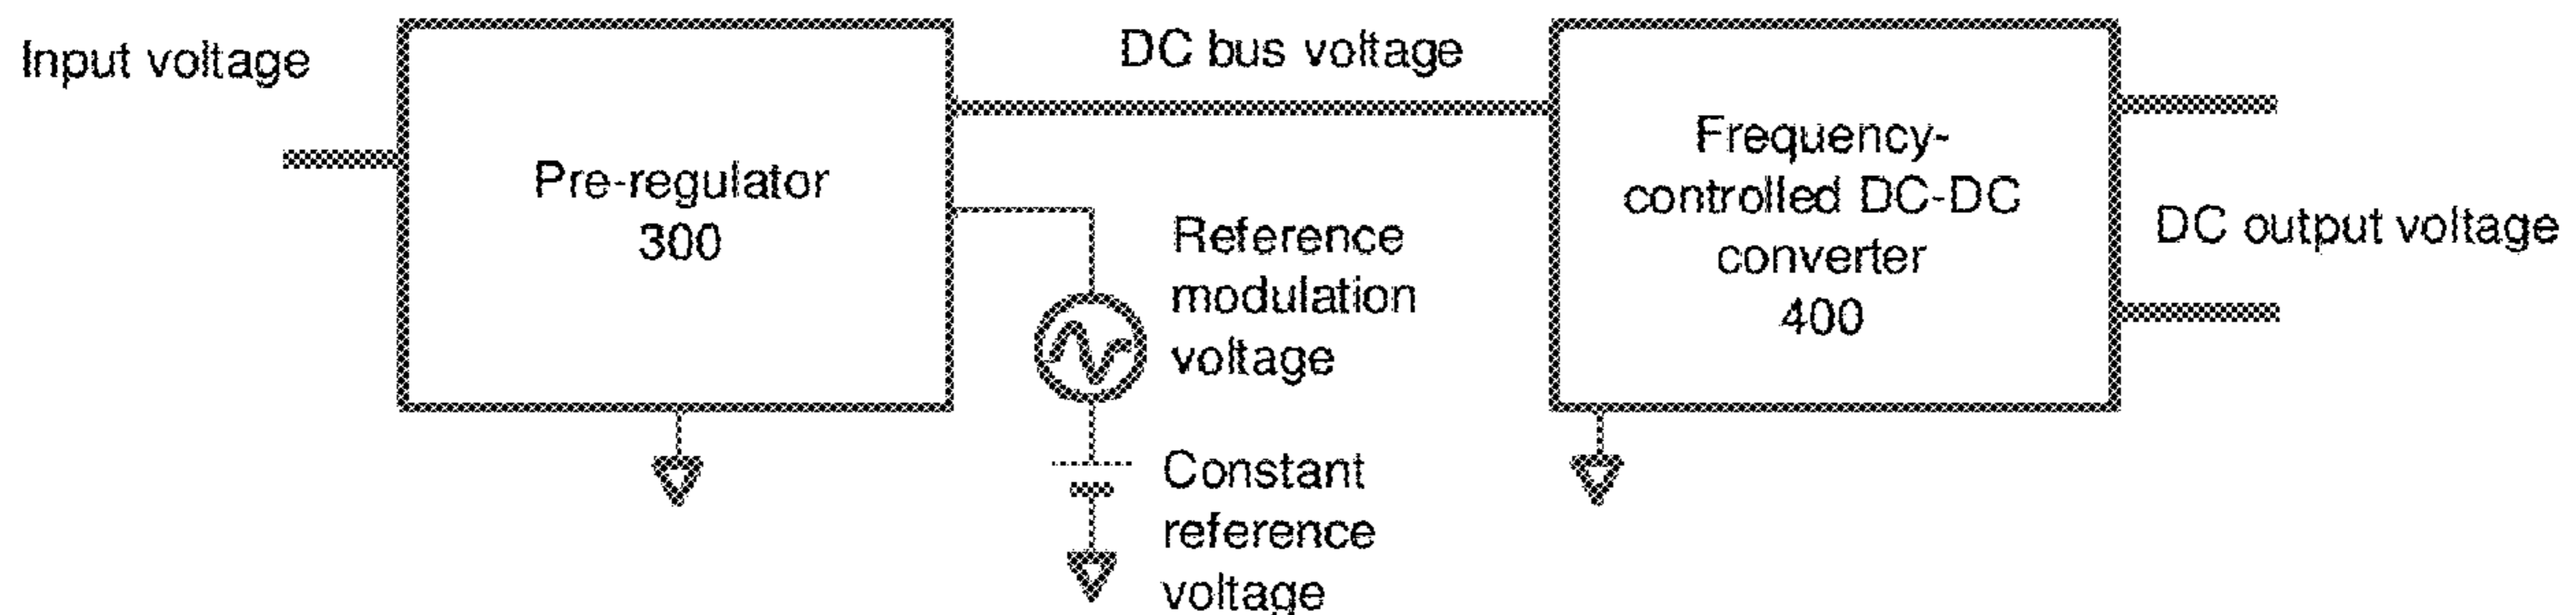 Input voltage
DC bus voltage
Pre-regulator
300
Frequency-
controlled DC-DC
converter
400
Reference
modulation
voltage
DC output voltage
Constant
reference
voltage